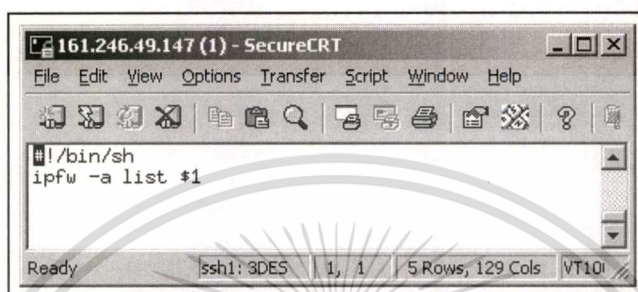 161.246.49.147 (1) - SecureCRT
File Edit View Options Transfer Script Window Help
#!/bin/sh
ipfw -a list $1
Ready ssh1: 3DES 1, 1 5 Rows, 129 Cols VT10